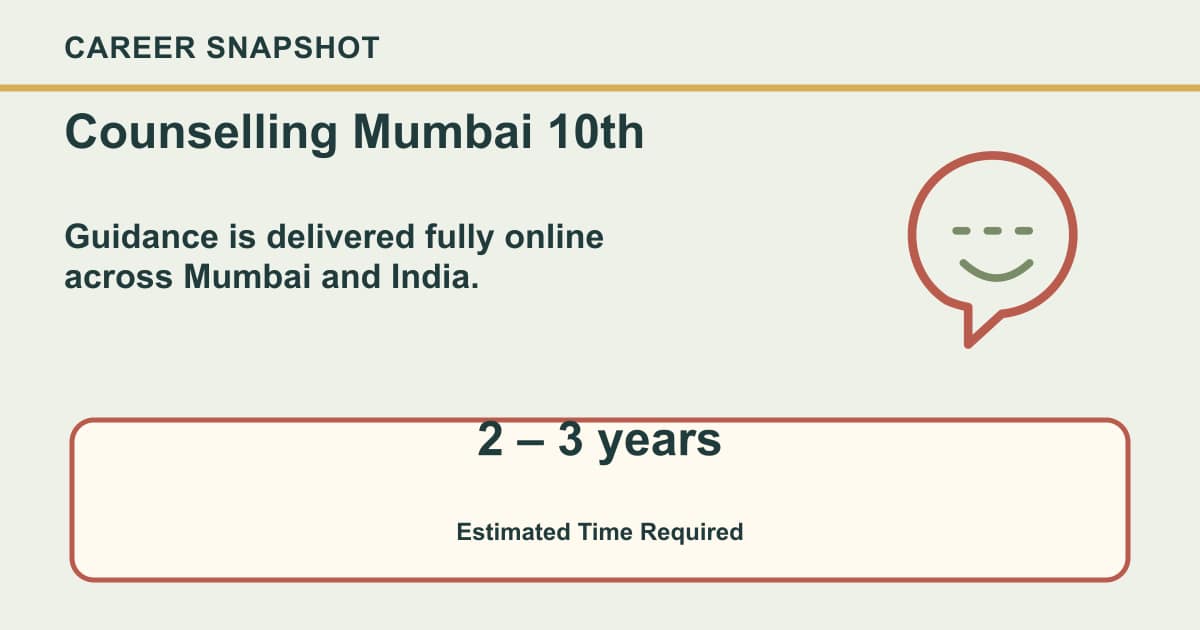 CAREER SNAPSHOT
Counselling Mumbai 10th
Guidance is delivered fully online
across Mumbai and India.
2 – 3 years
Estimated Time Required